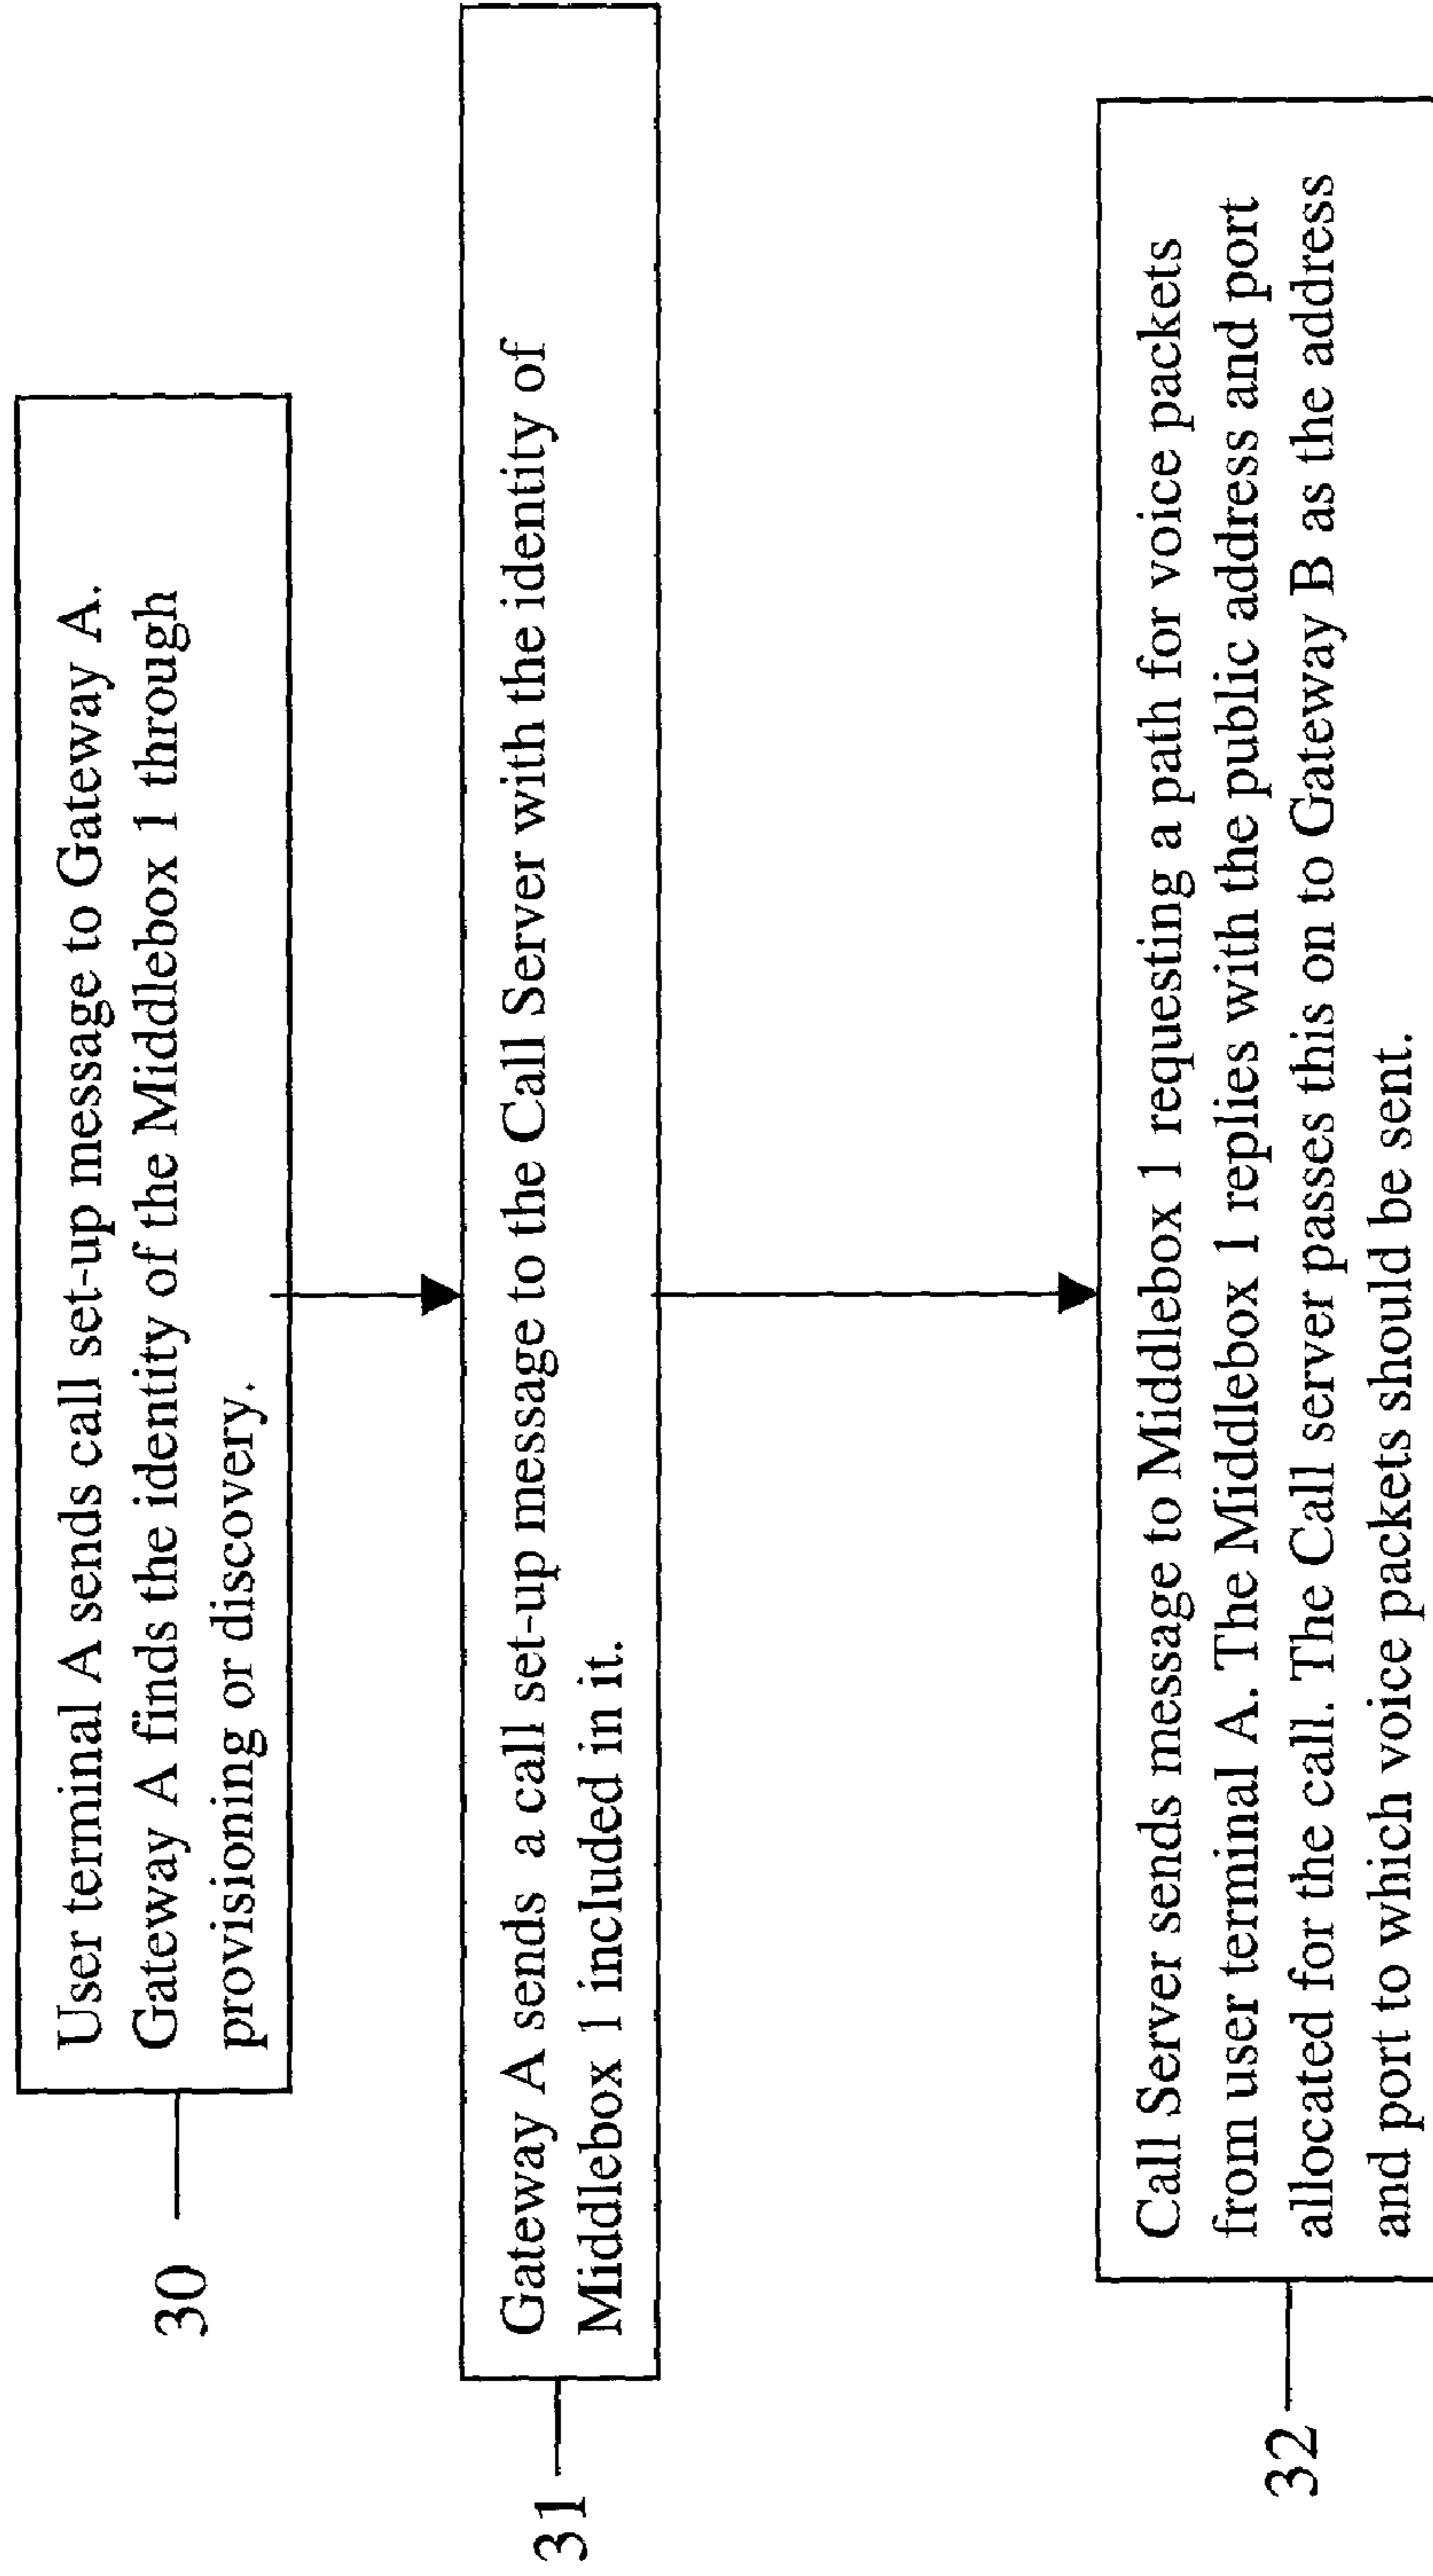 User terminal A sends call set-up message to Gateway A.
Gateway A finds the identity of the Middlebox 1 through
provisioning or discovery.
30
Gateway A sends a call set-up message to the Call Server with the identity of
Middlebox 1 included in it.
31
Call Server sends message to Middlebox 1 requesting a path for voice packets
from user terminal A. The Middlebox 1 replies with the public address and port
allocated for the call. The Call server passes this on to Gateway B as the address
and port to which voice packets should be sent.
32